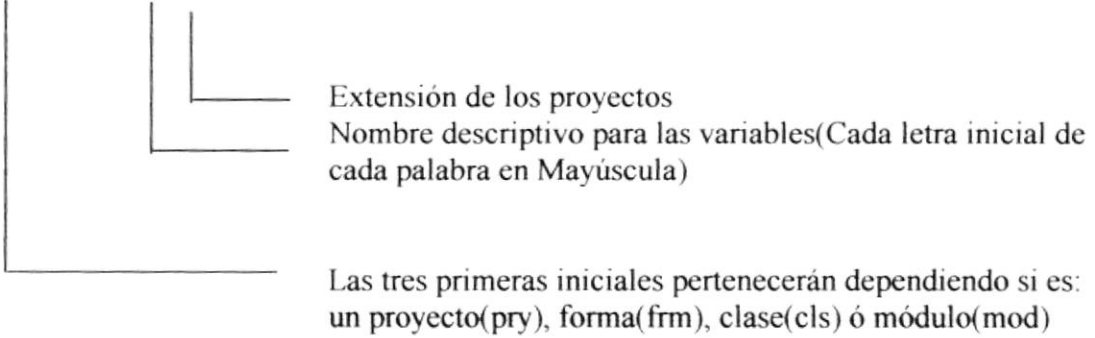 Extensión de los proyectos
Nombre descriptivo para las variables(Cada letra inicial de
cada palabra en Mayúscula)
Las tres primeras iniciales pertenecerán dependiendo si es:
un proyecto(pry), forma(frm), clase(cls) ó módulo(mod)